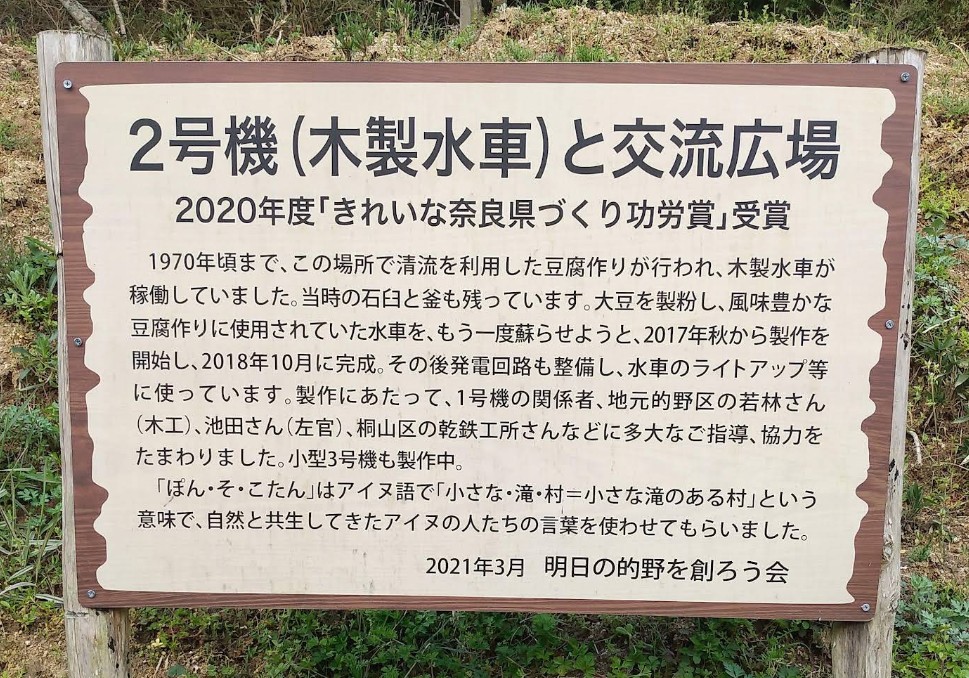 2号機(木製水車)と交流広場
2020年度「きれいな奈良県づくり功労賞」受賞
1970年頃まで、この場所で清流を利用した豆腐作りが行われ、木製水車が
稼働していました。当時の石臼と釜も残っています。大豆を製粉し、風味豊かな
豆腐作りに使用されていた水車を、もう一度蘇らせようと、2017年秋から製作を
開始し、2018年10月に完成。その後発電回路も整備し、水車のライトアップ等
に使っています。製作にあたって、1号機の関係者、地元的野区の若林さん
(木工)、池田さん(左官)、桐山区の乾鉄工所さんなどに多大なご指導、協力を
たまわりました。小型3号機も製作中。
「ぽん・そ・こたん」はアイヌ語で「小さな・滝・村＝小さな滝のある村」という
意味で、自然と共生してきたアイヌの人たちの言葉を使わせてもらいました。
2021年3月 明日の的野を創ろう会